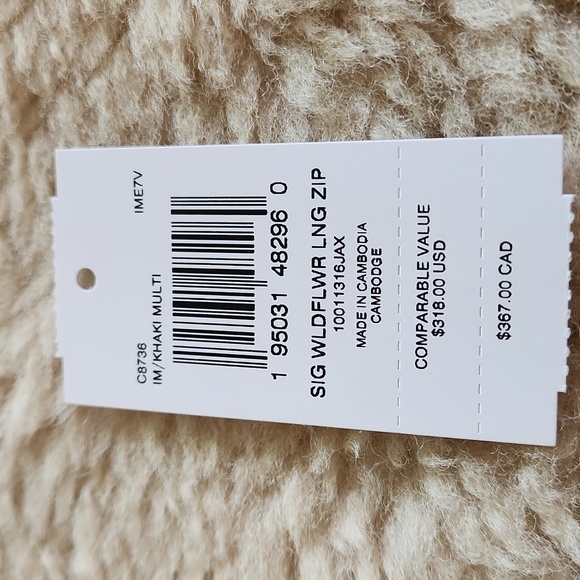 C8736 IME7V
IM/KHAKI MULTI
1 95031 48296 0
SIG WLDFLWR LNG ZIP
10011316JAX
MADE IN CAMBODIA
CAMBODGE
COMPARABLE VALUE
$318.00 USD
$367.00 CAD